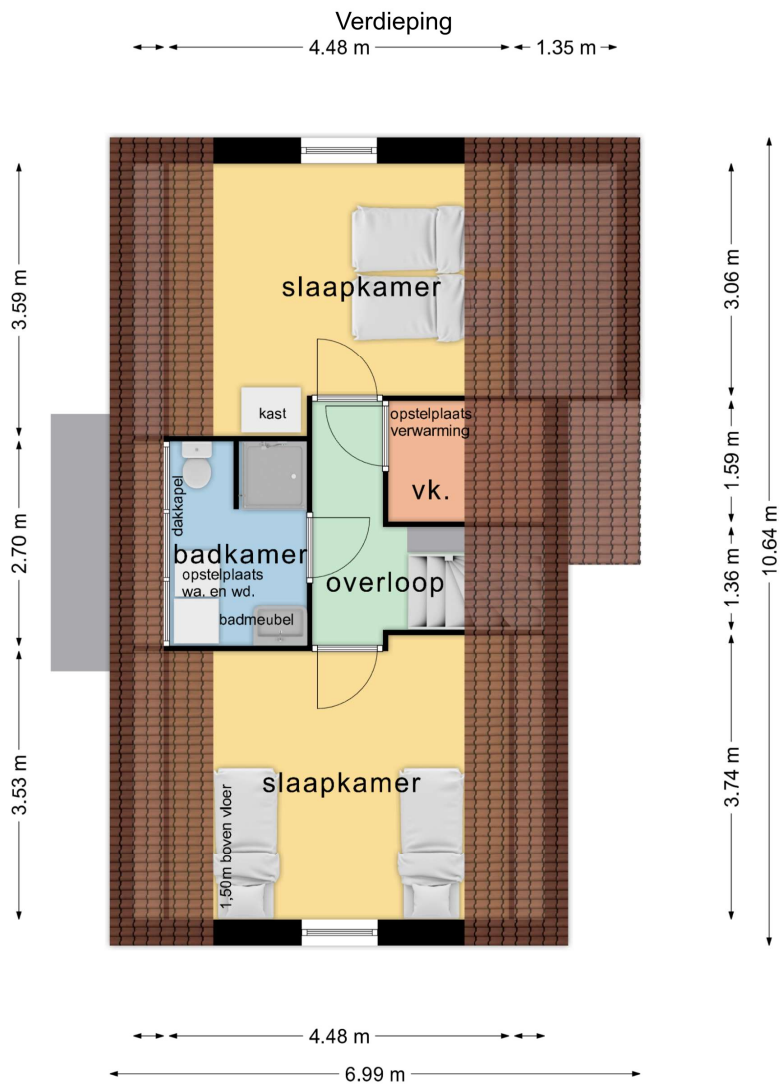 Verdieping
4.48 m
1.35 m
3.59 m
2.70 m
3.53 m
3.06 m
1.59 m
1.36 m
3.74 m
10.64 m
slaapkamer
kast
opstelplaats
verwarming
vk.
dakkapel
badkamer
opstelplaats
wa. en wd.
badmeubel
overloop
slaapkamer
1,50m boven vloer
4.48 m
6.99 m